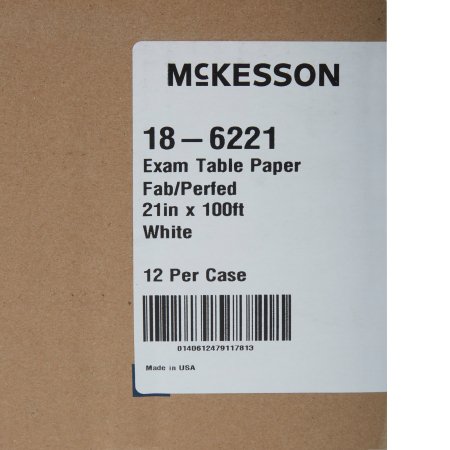 McKESSON
18-6221
Exam Table Paper
Fab/Perfed
21in x 100ft
White
12 Per Case
0140612479117813
Made in USA